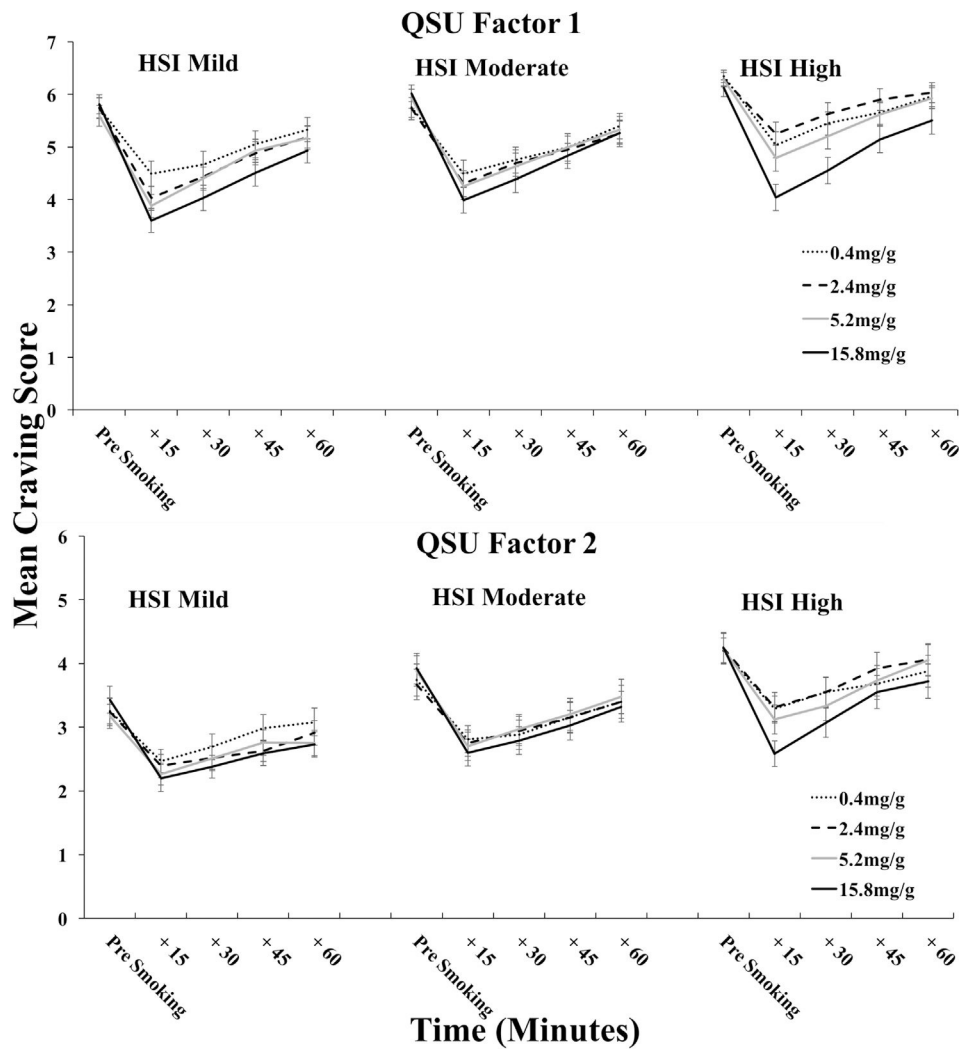 QSU Factor 1
HSI Mild
HSI Moderate
HSI High
7
6
5
4
3
2
1
0
0.4mg/g
2.4mg/g
5.2mg/g
15.8mg/g
Pre Smoking
+ 15
+ 30
+ 45
+ 60
Pre Smoking
+ 15
+ 30
+ 45
+ 60
Pre Smoking
+ 15
+ 30
+ 45
+ 60
Mean Craving Score
QSU Factor 2
HSI Mild
HSI Moderate
HSI High
6
5
4
3
2
1
0
0.4mg/g
2.4mg/g
5.2mg/g
15.8mg/g
Pre Smoking
+ 15
+ 30
+ 45
+ 60
Pre Smoking
+ 15
+ 30
+ 45
+ 60
Pre Smoking
+ 15
+ 30
+ 45
+ 60
Time (Minutes)